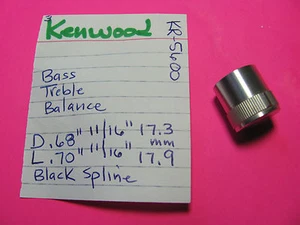 Kenwood
KR-5600
Bass
Treble
Balance
D. .68" 11/16" 17.3
mm
L. .70" 11/16" 17.9
Black Spline